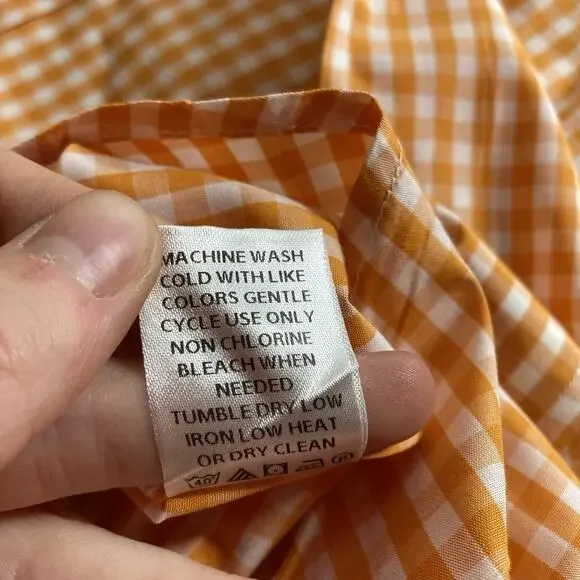 MACHINE WASH
COLD WITH LIKE
COLORS GENTLE
CYCLE USE ONLY
NON CHLORINE
BLEACH WHEN
NEEDED
TUMBLE DRY LOW
IRON LOW HEAT
OR DRY CLEAN
40 P